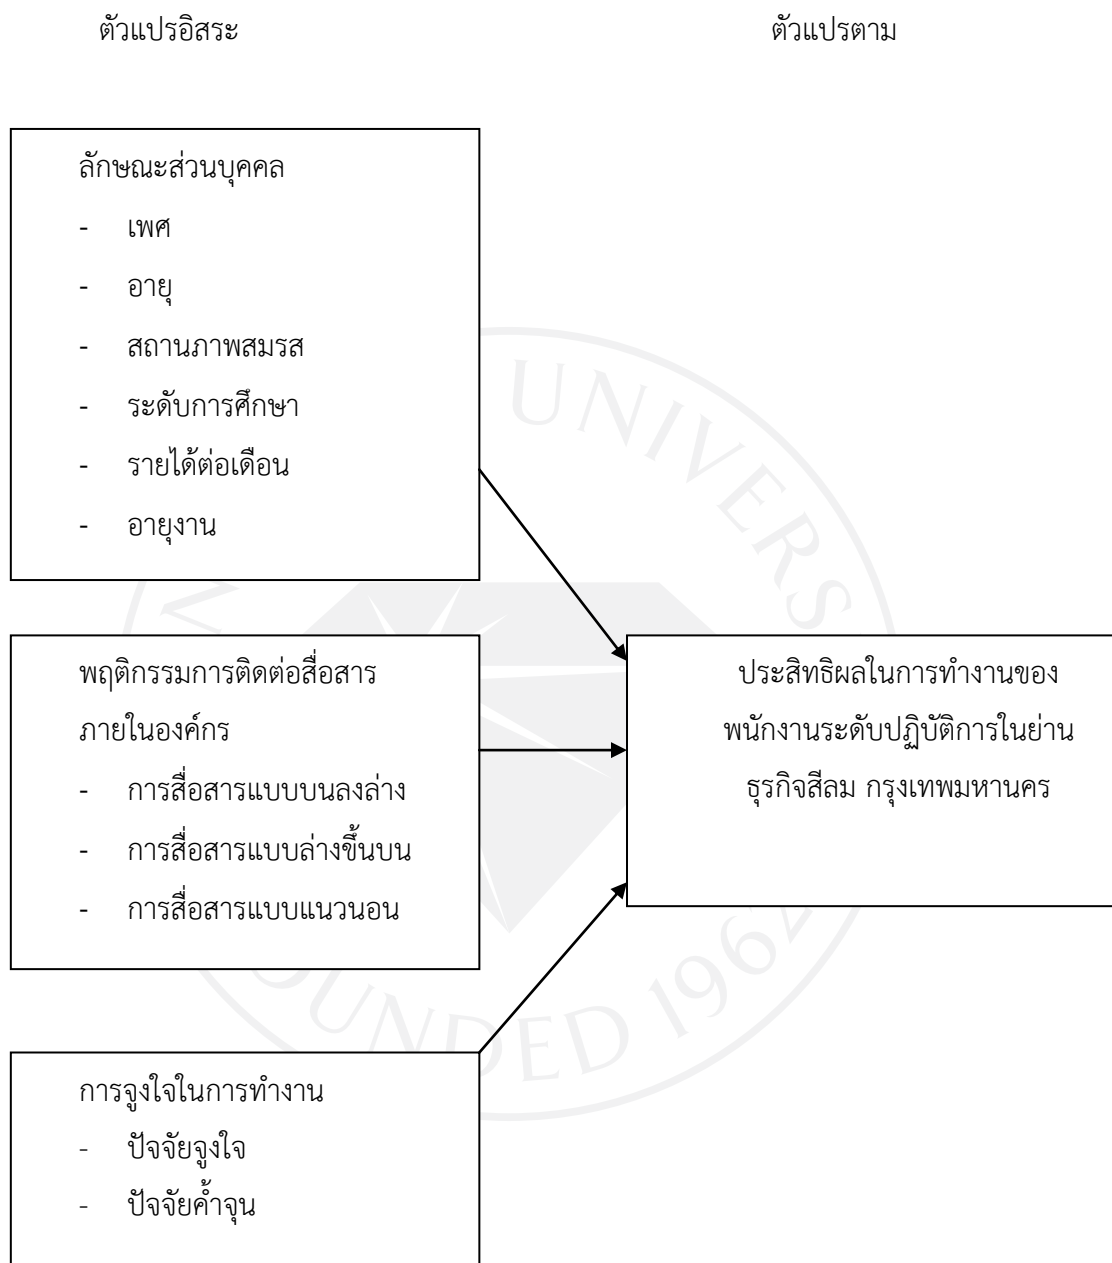 ตัวแปรอิสระ
ตัวแปรตาม
ลักษณะส่วนบุคคล
- เพศ
- อายุ
- สถานภาพสมรส
- ระดับการศึกษา
- รายได้ต่อเดือน
- อายุงาน
พฤติกรรมการติดต่อสื่อสาร
ภายในองค์กร
- การสื่อสารแบบบนลงล่าง
- การสื่อสารแบบล่างขึ้นบน
- การสื่อสารแบบแนวนอน
การจูงใจในการทำงาน
- ปัจจัยจูงใจ
- ปัจจัยค้ำจุน
ประสิทธิผลในการทำงานของ
พนักงานระดับปฏิบัติการในย่าน
ธุรกิจสีลม กรุงเทพมหานคร